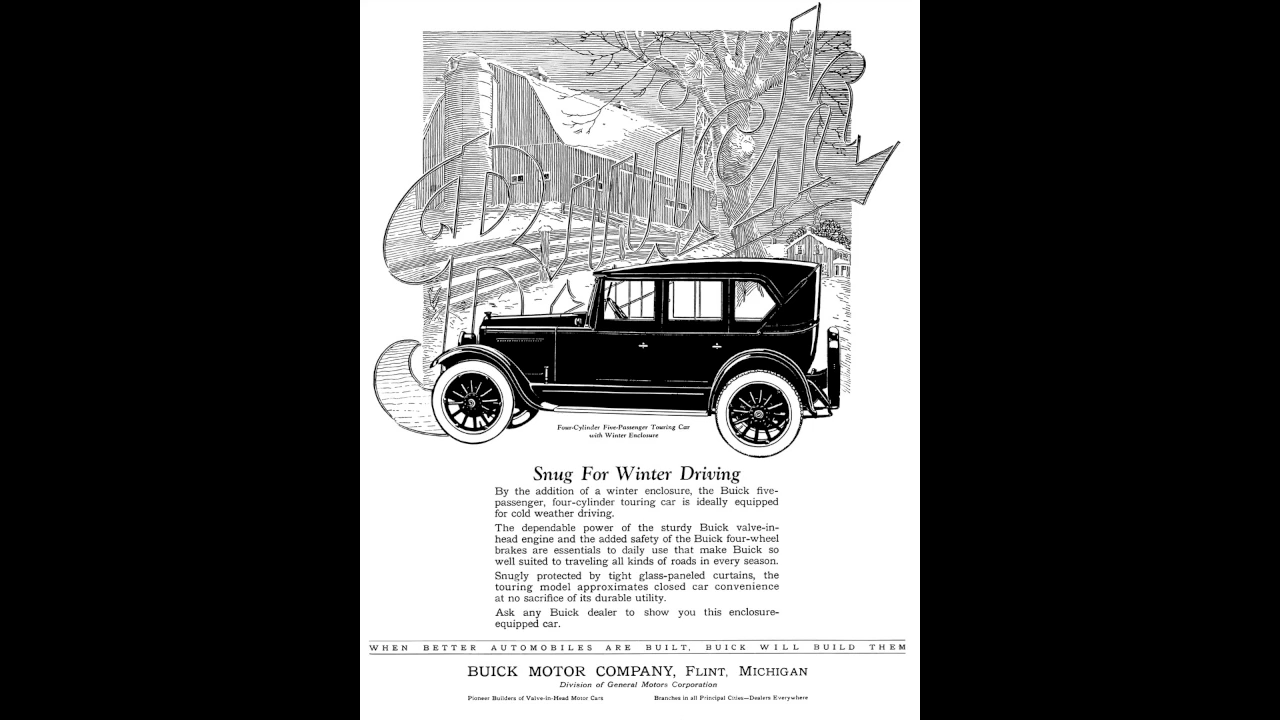 Buick
Four-Cylinder Five-Passenger Touring Car
with Winter Enclosure
Snug For Winter Driving
By the addition of a winter enclosure, the Buick five-
passenger, four-cylinder touring car is ideally equipped
for cold weather driving.
The dependable power of the sturdy Buick valve-in-
head engine and the added safety of the Buick four-wheel
brakes are essentials to daily use that make Buick so
well suited to traveling all kinds of roads in every season.
Snugly protected by tight glass-paneled curtains, the
touring model approximates closed car convenience
at no sacrifice of its durable utility.
Ask any Buick dealer to show you this enclosure-
equipped car.
WHEN BETTER AUTOMOBILES ARE BUILT, BUICK WILL BUILD THEM
BUICK MOTOR COMPANY, FLINT, MICHIGAN
Division of General Motors Corporation
Pioneer Builders of Valve-in-Head Motor Cars Branches in all Principal Cities—Dealers Everywhere